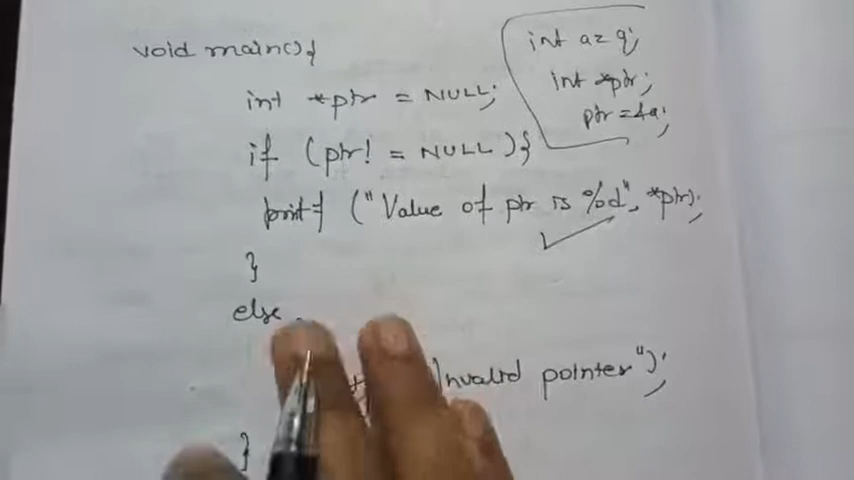 void main(){
int *ptr = NULL;
if (ptr! = NULL){
printf ("Value of ptr is %d", *ptr);
}
else
Invalid pointer");
}
int a= 9;
int *ptr;
ptr = &a;